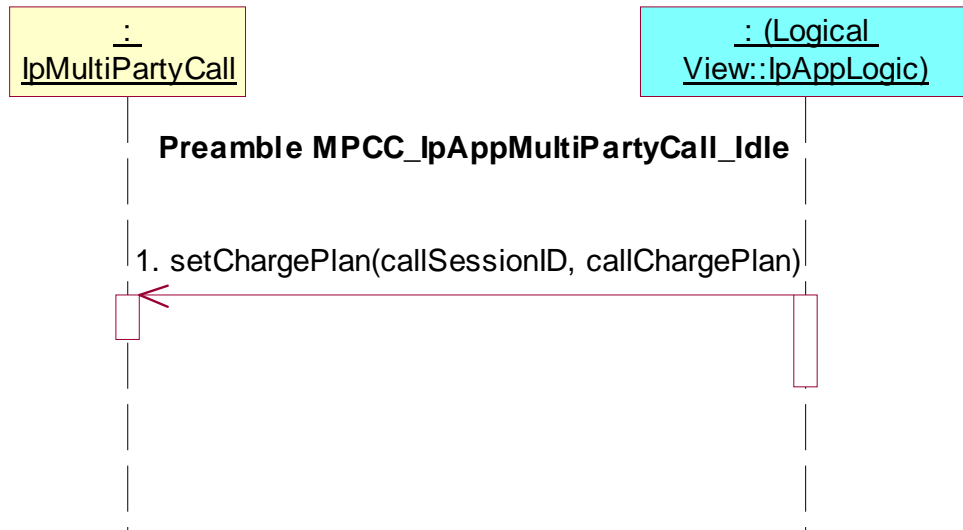 :
IpMultiPartyCall
: (Logical
View::IpAppLogic)
Preamble MPCC_IpAppMultiPartyCall_Idle
1. setChargePlan(callSessionID, callChargePlan)